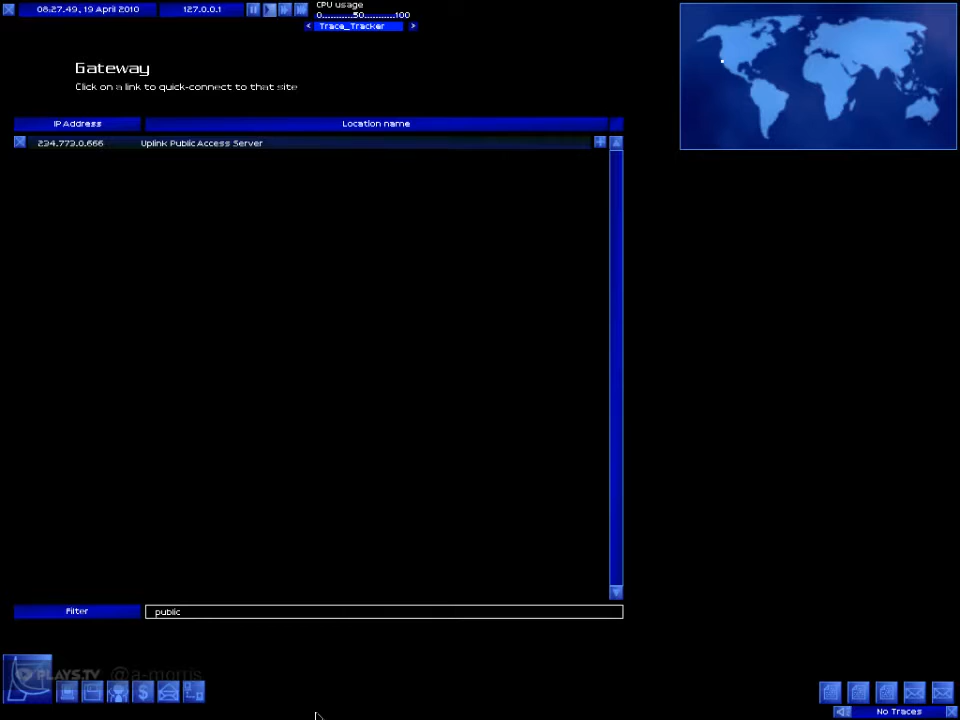 08:27.49, 19 April 2010
127.0.0.1
CPU usage
0..........50..........100
< Trace_Tracker >
Gateway
Click on a link to quick-connect to that site
IP Address
Location name
234.773.0.666
Uplink Public Access Server
Filter
public
PLAYS.TV @a-morris
No Traces